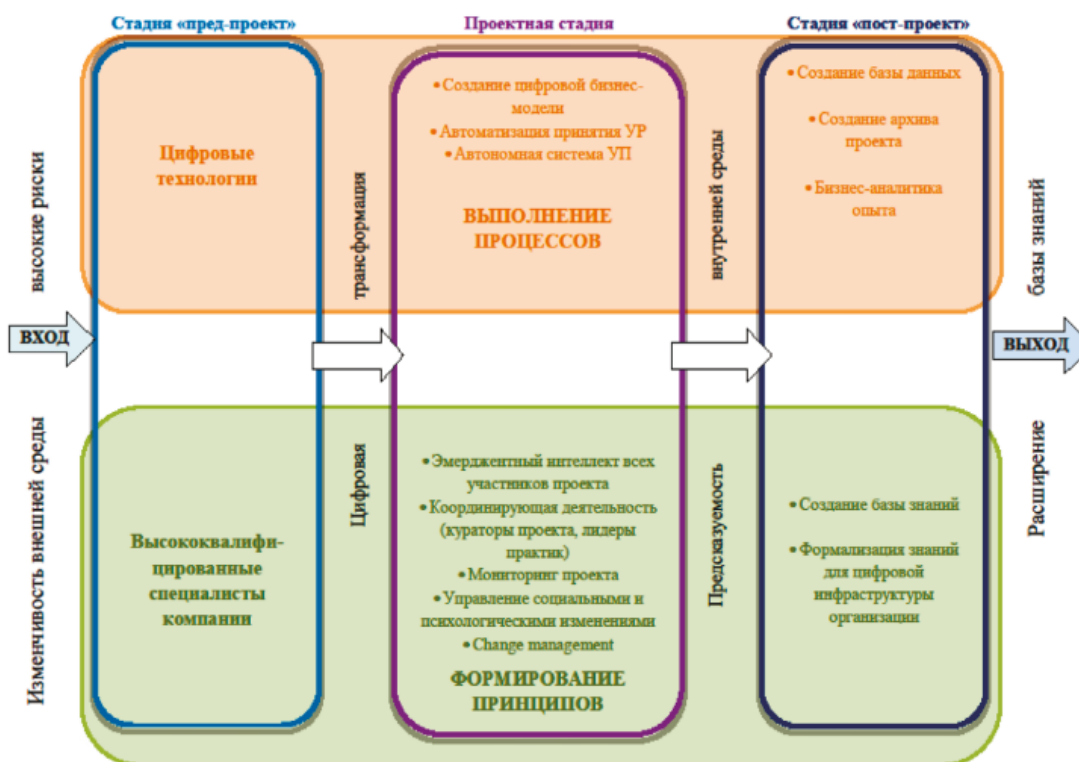 Стадия «пред-проект»
Проектная стадия
Стадия «пост-проект»
высокие риски
Изменчивость внешней среды
ВХОД
Цифровые
технологии
Высококвалифи-
цированные
специалисты
компании
трансформация
Цифровая
• Создание цифровой бизнес-
модели
• Автоматизация принятия УР
• Автономная система УП
ВЫПОЛНЕНИЕ
ПРОЦЕССОВ
• Эмерджентный интеллект всех
участников проекта
• Координирующая деятельность
(кураторы проекта, лидеры
практик)
• Мониторинг проекта
• Управление социальными и
психологическими изменениями
• Change management
ФОРМИРОВАНИЕ
ПРИНЦИПОВ
внутренней среды
Предсказуемость
• Создание базы данных
• Создание архива
проекта
• Бизнес-аналитика
опыта
• Создание базы знаний
• Формализация знаний
для цифровой
инфраструктуры
организации
базы знаний
Расширение
ВЫХОД